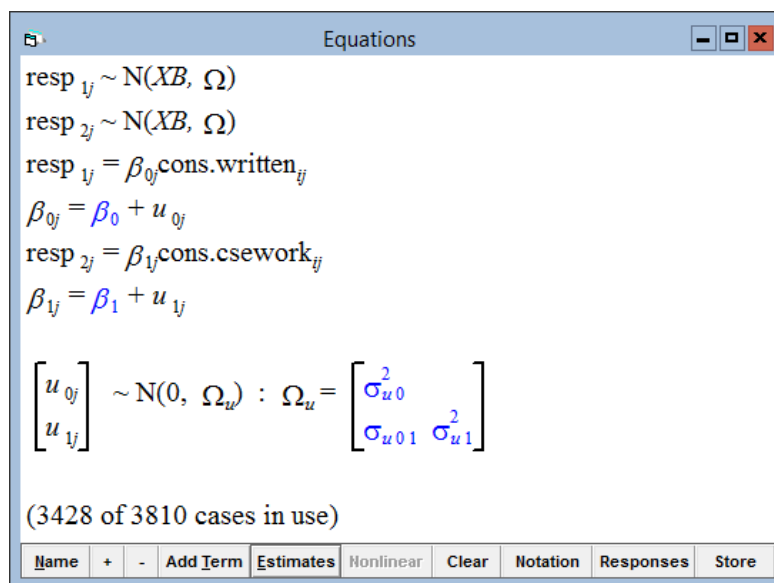 Equations
resp ₁ⱼ ~ N(XB, Ω)
resp ₂ⱼ ~ N(XB, Ω)
resp ₁ⱼ = β₀ⱼcons.writtenᵢⱼ
β₀ⱼ = β₀ + u ₀ⱼ
resp ₂ⱼ = β₁ⱼcons.cseworkᵢⱼ
β₁ⱼ = β₁ + u ₁ⱼ
[u ₀ⱼ u ₁ⱼ] ~ N(0, Ωᵤ) : Ωᵤ = [σ²ᵤ₀ σᵤ₀₁ σ²ᵤ₁]
(3428 of 3810 cases in use)
Name + - Add Term Estimates Nonlinear Clear Notation Responses Store